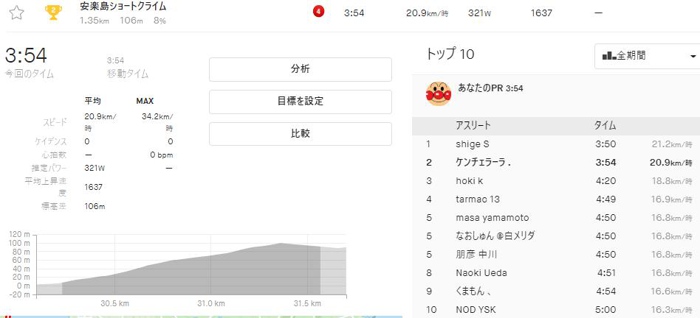 安楽島ショートクライム
1.35km 106m 8%
4 3:54 20.9km/時 321W 1637 —
3:54
今回のタイム
3:54
移動タイム
平均 MAX
スピード 20.9km/時 34.2km/時
ケイデンス 0 0
心拍数 — 0 bpm
推定パワー 321W —
平均上昇速度 1637
標高差 106m
分析
目標を設定
比較
120 m
100 m
80 m
60 m
40 m
20 m
0 m
-20 m
30.5 km 31.0 km 31.5 km
トップ 10
全期間
あなたのPR 3:54
アスリート タイム
1 shige S 3:50 21.2km/時
2 ケンチェラーラ . 3:54 20.9km/時
3 hoki k 4:20 18.8km/時
4 tarmao 13 4:49 16.9km/時
5 masa yamamoto 4:50 16.8km/時
5 なおしゅん@白メリダ 4:50 16.8km/時
5 朋彦 中川 4:50 16.8km/時
8 Naoki Ueda 4:51 16.8km/時
9 くまもん 、 4:54 16.6km/時
10 NOD YSK 5:00 16.3km/時